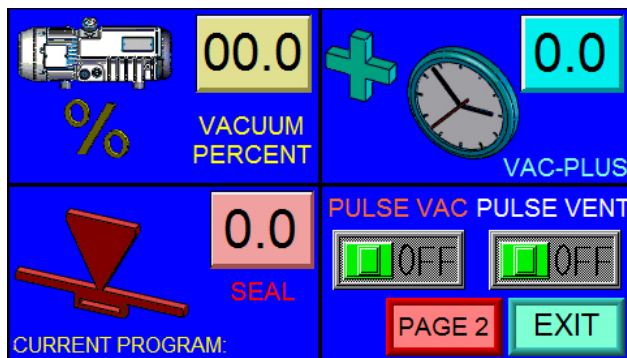 00.0
%
VACUUM
PERCENT
0.0
VAC-PLUS
0.0
SEAL
CURRENT PROGRAM:
PULSE VAC PULSE VENT
OFF OFF
PAGE 2 EXIT